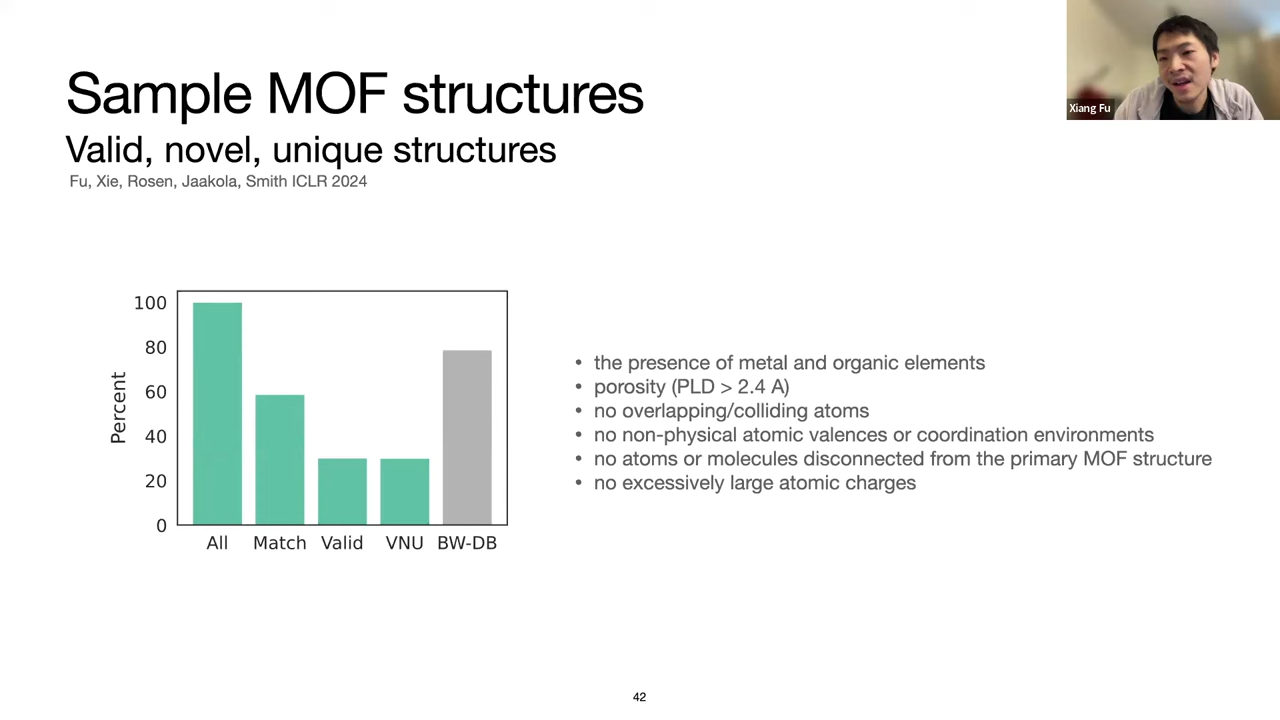 Sample MOF structures
Valid, novel, unique structures
Fu, Xie, Rosen, Jaakola, Smith ICLR 2024
Xiang Fu
100
80
60
40
20
0
Percent
All Match Valid VNU BW-DB
• the presence of metal and organic elements
• porosity (PLD > 2.4 A)
• no overlapping/colliding atoms
• no non-physical atomic valences or coordination environments
• no atoms or molecules disconnected from the primary MOF structure
• no excessively large atomic charges
42